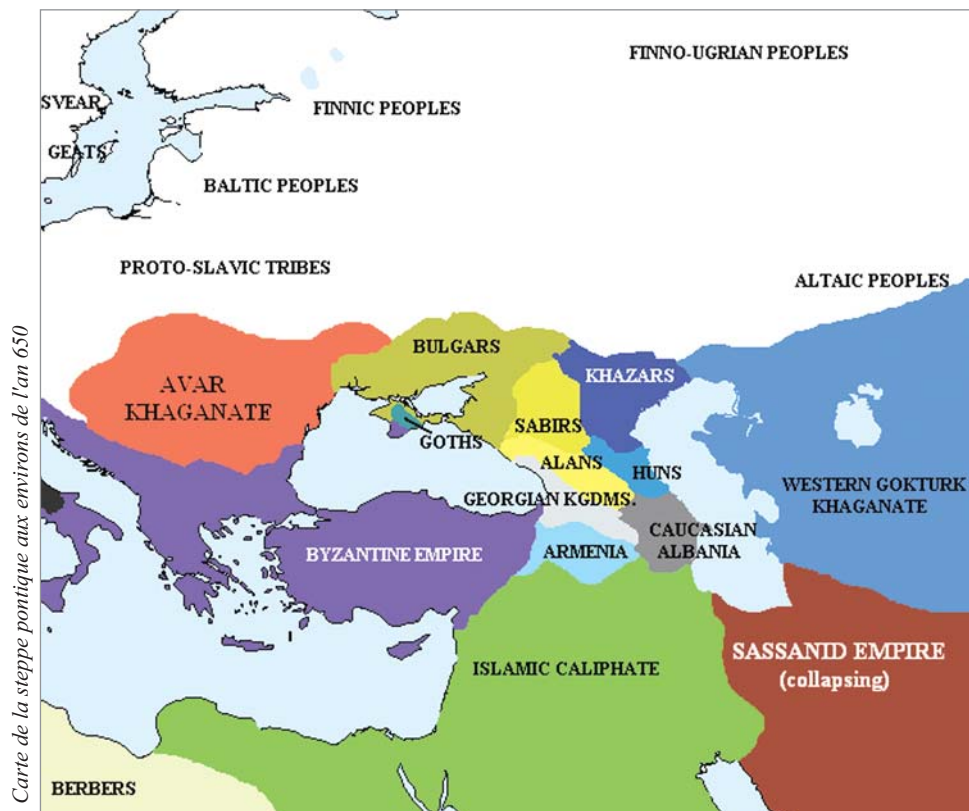 FINNO-UGRIAN PEOPLES
SVEAR
FINNIC PEOPLES
GEATS
BALTIC PEOPLES
PROTO-SLAVIC TRIBES
ALTAIC PEOPLES
BULGARS
KHAZARS
AVAR
KHAGANATE
SABIRS
GOTHS
ALANS
HUNS
WESTERN GOKTURK
KHAGANATE
GEORGIAN KGDMS.
CAUCASIAN
ALBANIA
BYZANTINE EMPIRE
ARMENIA
SASSANID EMPIRE
(collapsing)
ISLAMIC CALIPHATE
BERBERS
Carte de la steppe pontique aux environs de l'an 650